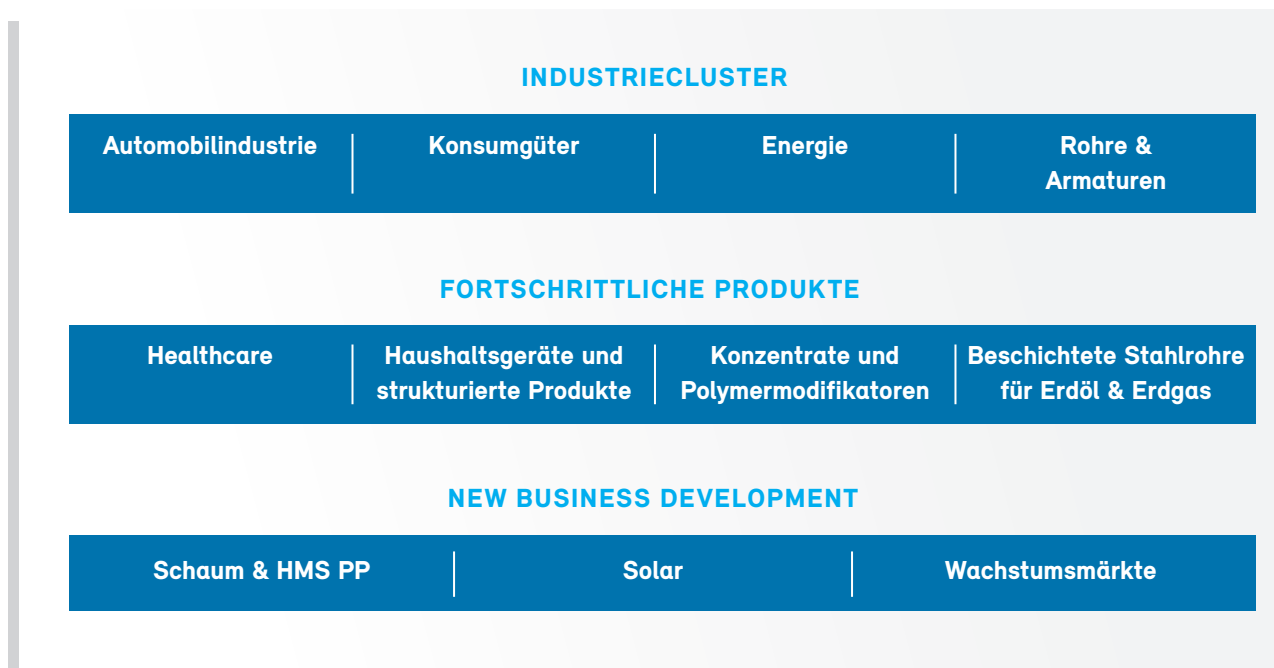 INDUSTRIECLUSTER
Automobilindustrie
Konsumgüter
Energie
Rohre &
Armaturen
FORTSCHRITTLICHE PRODUKTE
Healthcare
Haushaltsgeräte und
strukturierte Produkte
Konzentrate und
Polymermodifikatoren
Beschichtete Stahlrohre
für Erdöl & Erdgas
NEW BUSINESS DEVELOPMENT
Schaum & HMS PP
Solar
Wachstumsmärkte